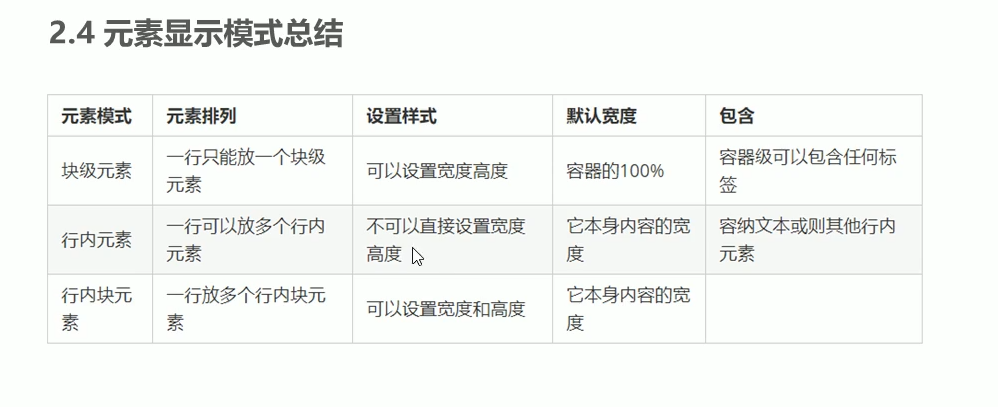 2.4 元素显示模式总结
元素模式 元素排列 设置样式 默认宽度 包含
块级元素 一行只能放一个块级元素 可以设置宽度高度 容器的100% 容器级可以包含任何标签
行内元素 一行可以放多个行内元素 不可以直接设置宽度高度 它本身内容的宽度 容纳文本或则其他行内元素
行内块元素 一行放多个行内块元素 可以设置宽度和高度 它本身内容的宽度